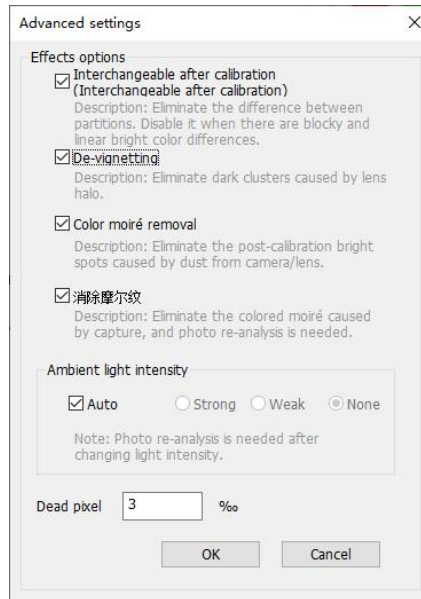 Advanced settings
Effects options
Interchangeable after calibration
(Interchangeable after calibration)
Description: Eliminate the difference between
partitions. Disable it when there are blocky and
linear bright color differences.
De-vignetting
Description: Eliminate dark clusters caused by lens
halo.
Color moiré removal
Description: Eliminate the post-calibration bright
spots caused by dust from camera/lens.
消除摩尔纹
Description: Eliminate the colored moiré caused
by capture, and photo re-analysis is needed.
Ambient light intensity
Auto Strong Weak None
Note: Photo re-analysis is needed after
changing light intensity.
Dead pixel 3 ‰
OK Cancel